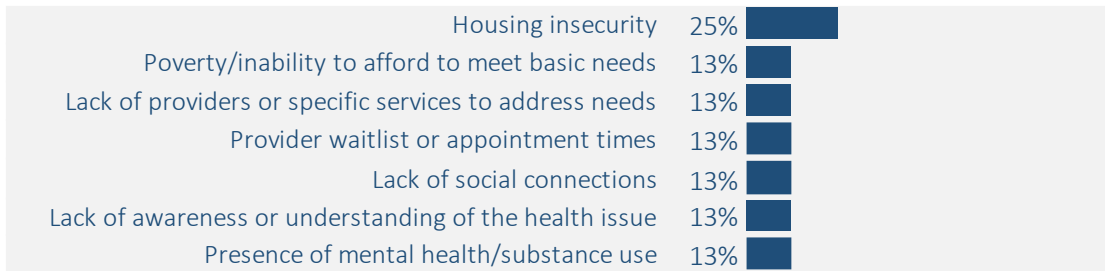 Housing insecurity 25%
Poverty/inability to afford to meet basic needs 13%
Lack of providers or specific services to address needs 13%
Provider waitlist or appointment times 13%
Lack of social connections 13%
Lack of awareness or understanding of the health issue 13%
Presence of mental health/substance use 13%